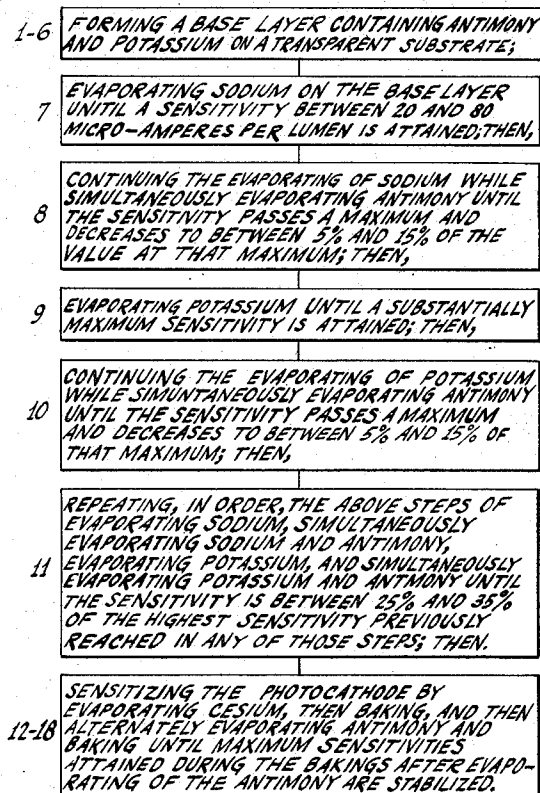 1-6 FORMING A BASE LAYER CONTAINING ANTIMONY
AND POTASSIUM ON A TRANSPARENT SUBSTRATE;
EVAPORATING SODIUM ON THE BASE LAYER
7 UNITIL A SENSITIVITY BETWEEN 20 AND 80
MICRO-AMPERES PER LUMEN IS ATTAINED; THEN,
CONTINUING THE EVAPORATING OF SODIUM WHILE
SIMULTANEOUSLY EVAPORATING ANTIMONY UNTIL
8 THE SENSITIVITY PASSES A MAXIMUM AND
DECREASES TO BETWEEN 5% AND 15% OF THE
VALUE AT THAT MAXIMUM; THEN,
9 EVAPORATING POTASSIUM UNTIL A SUBSTANTIALLY
MAXIMUM SENSITIVITY IS ATTAINED; THEN,
CONTINUING THE EVAPORATING OF POTASSIUM
WHILE SIMUNTANEOUSLY EVAPORATING ANTIMONY
10 UNTIL THE SENSITIVITY PASSES A MAXIMUM
AND DECREASES TO BETWEEN 5% AND 15% OF
THAT MAXIMUM; THEN,
REPEATING, IN ORDER, THE ABOVE STEPS OF
EVAPORATING SODIUM, SIMULTANEOUSLY
EVAPORATING SODIUM AND ANTIMONY,
11 EVAPORATING POTASSIUM, AND SIMULTANEOUSLY
EVAPORATING POTASSIUM AND ANTMONY UNTIL
THE SENSITIVITY IS BETWEEN 25% AND 35%
OF THE HIGHEST SENSITIVITY PREVIOUSLY
REACHED IN ANY OF THOSE STEPS; THEN.
SENSITIZING THE PHOTOCATHODE BY
EVAPORATING CESIUM, THEN BAKING, AND THEN
12-18 ALTERNATELY EVAPORATING ANTIMONY AND
BAKING UNTIL MAXIMUM SENSITIVITIES
ATTAINED DURING THE BAKINGS AFTER EVAPO-
RATING OF THE ANTIMONY ARE STABILIZED.